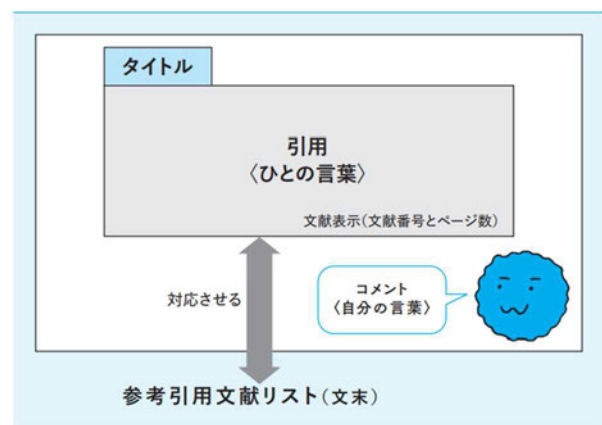 タイトル
引用
〈ひとの言葉〉
文献表示(文献番号とページ数)
対応させる
コメント
〈自分の言葉〉
参考引用文献リスト(文末)